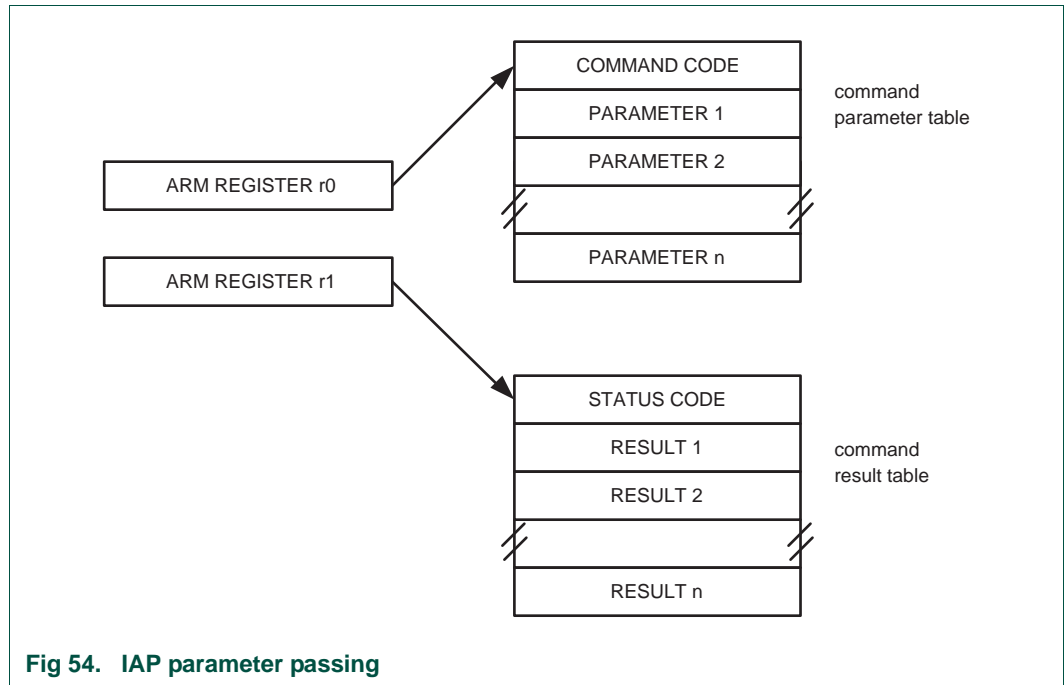 COMMAND CODE
PARAMETER 1
PARAMETER 2
PARAMETER n
command
parameter table
ARM REGISTER r0
ARM REGISTER r1
STATUS CODE
RESULT 1
RESULT 2
RESULT n
command
result table
Fig 54. IAP parameter passing